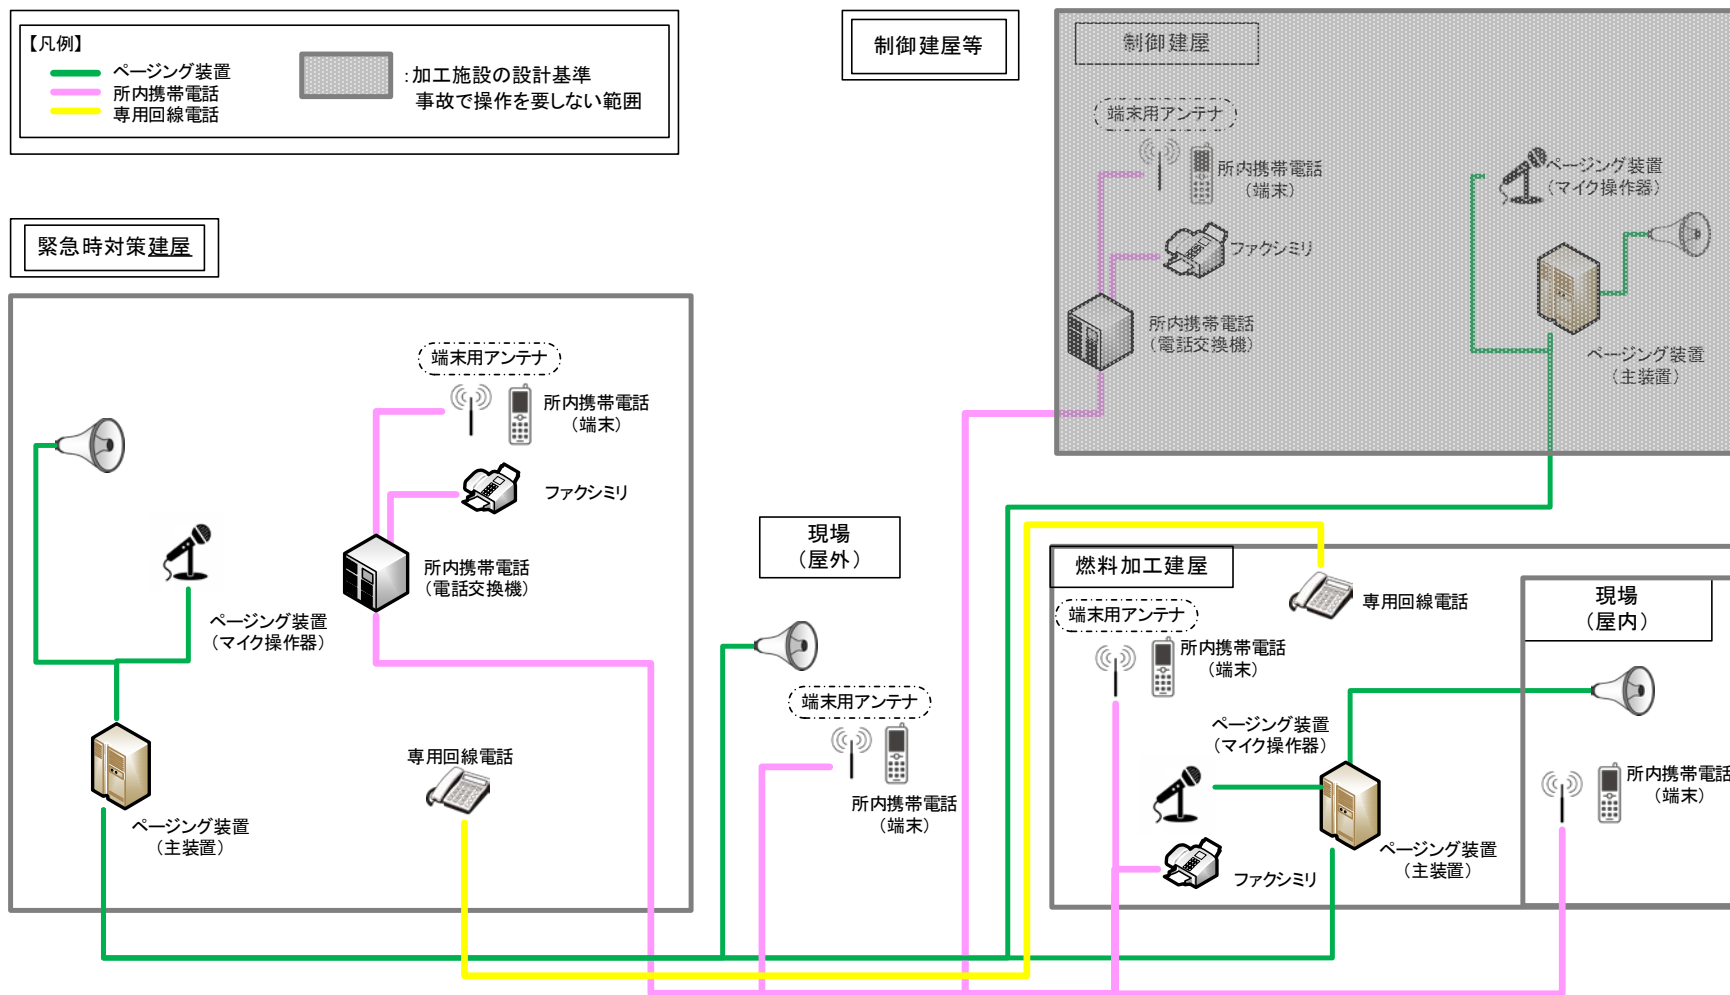 【凡例】
ページング装置
所内携帯電話
専用回線電話
:加工施設の設計基準
事故で操作を要しない範囲
制御建屋等
制御建屋
端末用アンテナ
所内携帯電話
（端末）
ファクシミリ
所内携帯電話
（電話交換機）
ページング装置
（マイク操作器）
ページング装置
（主装置）
緊急時対策建屋
端末用アンテナ
所内携帯電話
（端末）
ファクシミリ
所内携帯電話
（電話交換機）
ページング装置
（マイク操作器）
専用回線電話
ページング装置
（主装置）
現場
（屋外）
端末用アンテナ
所内携帯電話
（端末）
燃料加工建屋
専用回線電話
端末用アンテナ
所内携帯電話
（端末）
ページング装置
（マイク操作器）
ページング装置
（主装置）
ファクシミリ
現場
（屋内）
所内携帯電話
（端末）